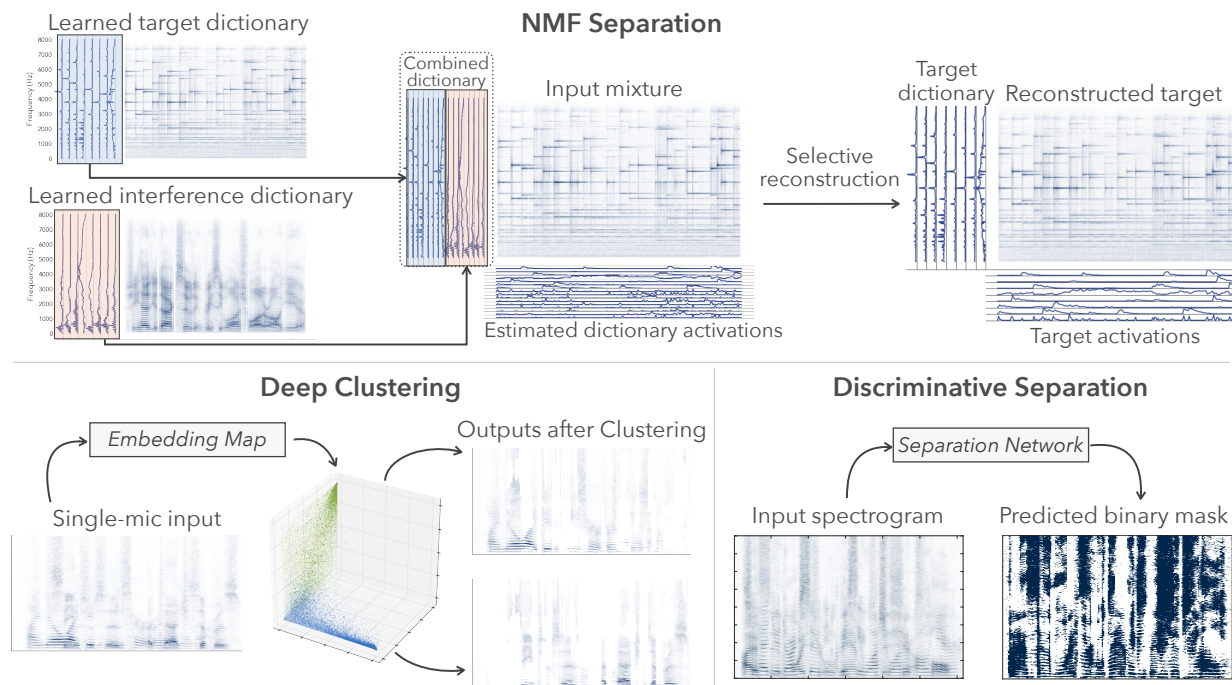 NMF Separation
Learned target dictionary
Frequency (Hz)
8000
7000
6000
5000
4000
3000
2000
1000
0
Learned interference dictionary
Frequency (Hz)
8000
7000
6000
5000
4000
3000
2000
1000
0
Combined
dictionary
Input mixture
Estimated dictionary activations
Selective
reconstruction
Target
dictionary
Reconstructed target
Target activations
Deep Clustering
Embedding Map
Single-mic input
Outputs after Clustering
Discriminative Separation
Separation Network
Input spectrogram
Predicted binary mask